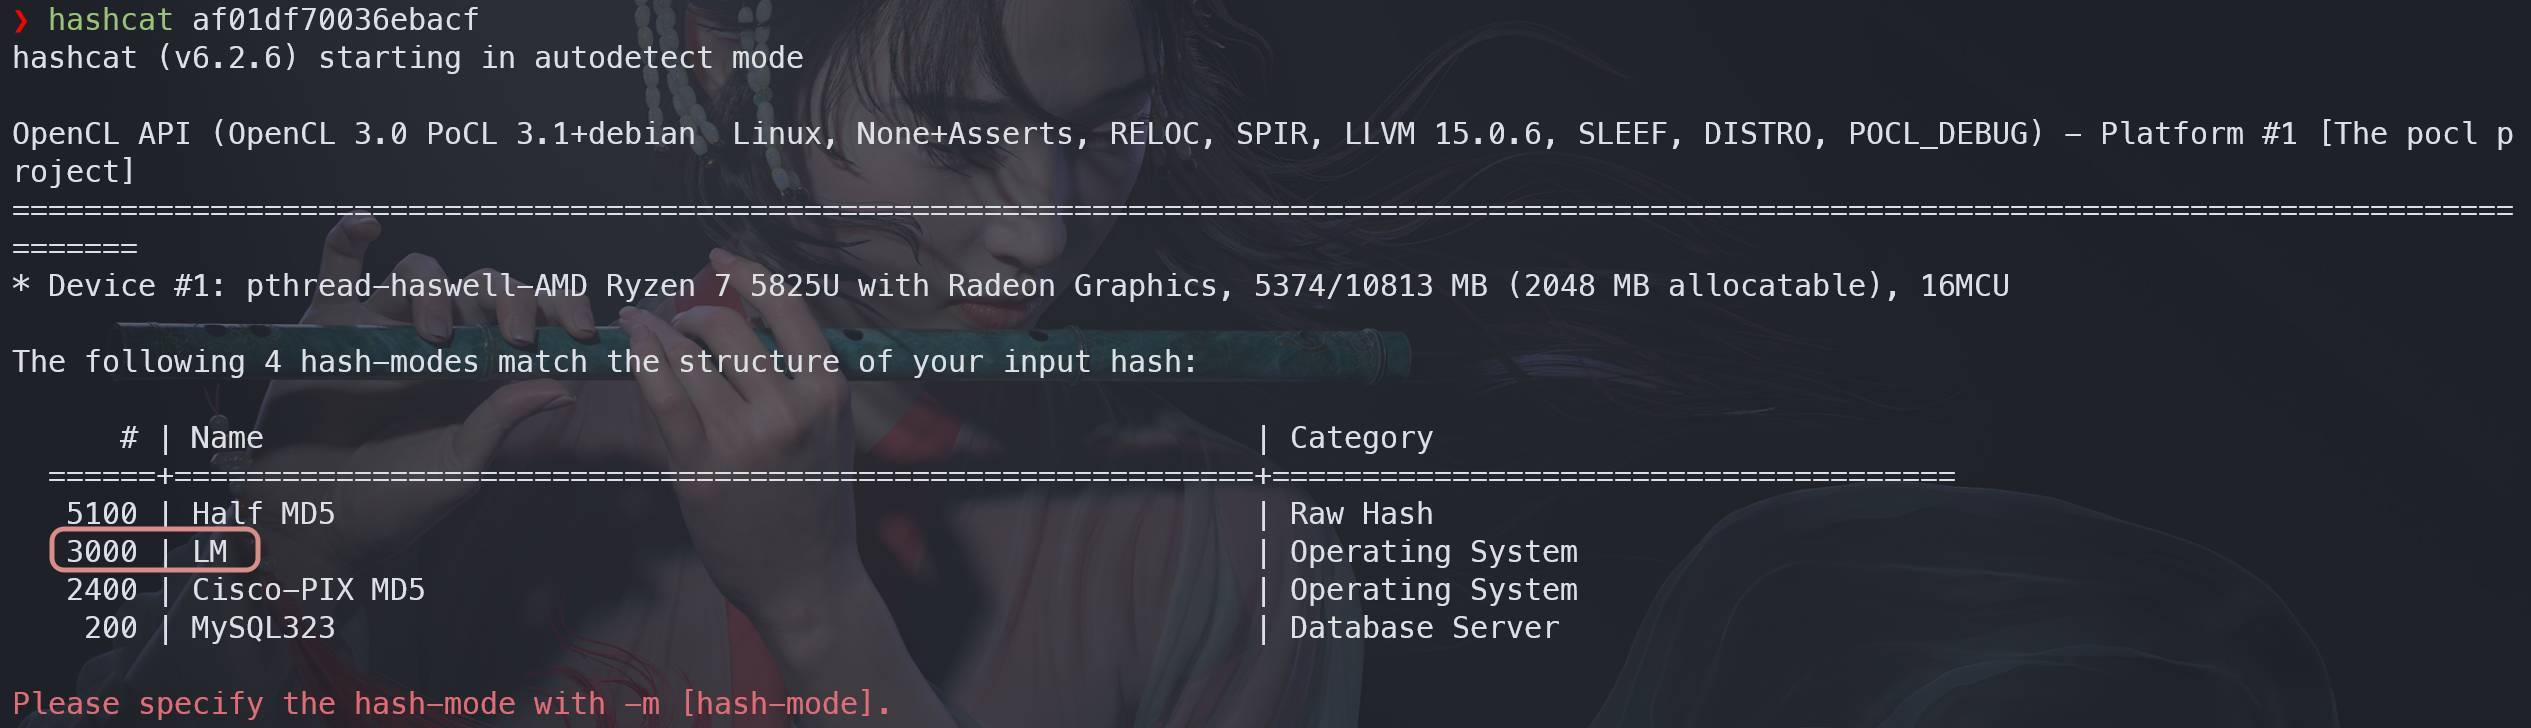 ❯ hashcat af01df70036ebacf
hashcat (v6.2.6) starting in autodetect mode
OpenCL API (OpenCL 3.0 PoCL 3.1+debian  Linux, None+Asserts, RELOC, SPIR, LLVM 15.0.6, SLEEF, DISTRO, POCL_DEBUG) - Platform #1 [The pocl p
roject]
===========================================================================================================================================
=======
* Device #1: pthread-haswell-AMD Ryzen 7 5825U with Radeon Graphics, 5374/10813 MB (2048 MB allocatable), 16MCU
The following 4 hash-modes match the structure of your input hash:
      # | Name                                                       | Category
  ======+============================================================+======================================
   5100 | Half MD5                                                   | Raw Hash
   3000 | LM                                                         | Operating System
   2400 | Cisco-PIX MD5                                              | Operating System
    200 | MySQL323                                                   | Database Server
Please specify the hash-mode with -m [hash-mode].